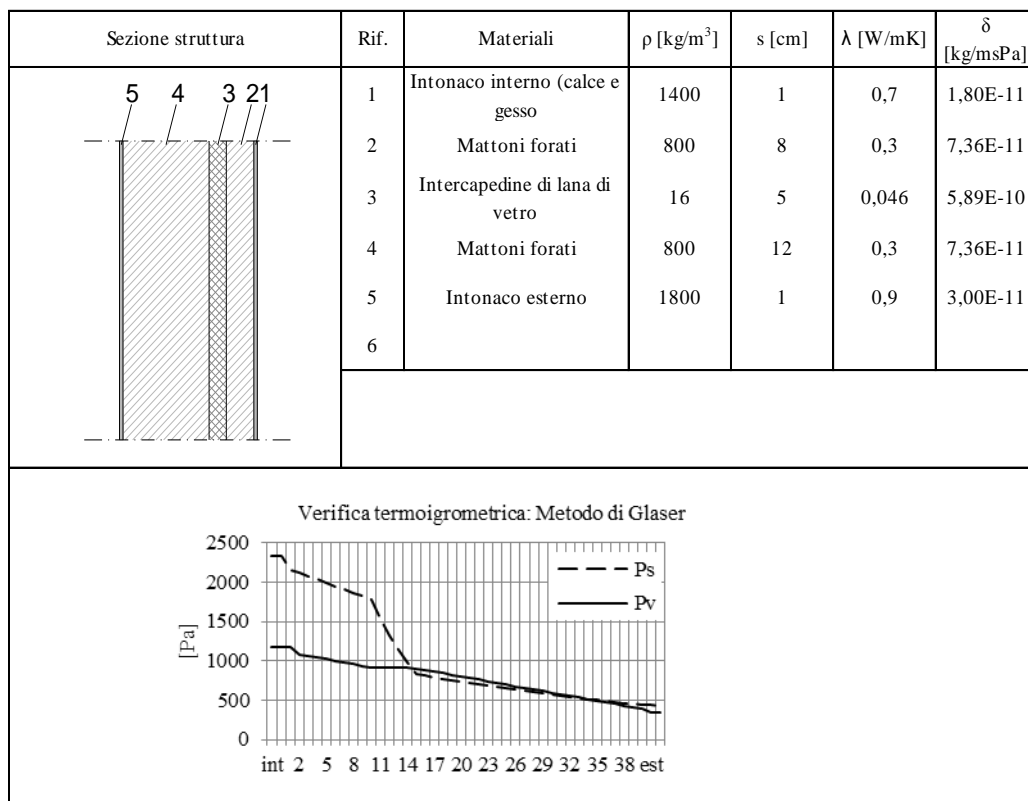 Sezione struttura Rif. Materiali ρ [kg/m³] s [cm] λ [W/mK] δ [kg/msPa]
5 4 3 21
1 Intonaco interno (calce e gesso 1400 1 0,7 1,80E-11
2 Mattoni forati 800 8 0,3 7,36E-11
3 Intercapedine di lana di vetro 16 5 0,046 5,89E-10
4 Mattoni forati 800 12 0,3 7,36E-11
5 Intonaco esterno 1800 1 0,9 3,00E-11
6
Verifica termoigrometrica: Metodo di Glaser
[Pa]
2500
2000
1500
1000
500
0
Ps
Pv
int 2 5 8 11 14 17 20 23 26 29 32 35 38 est